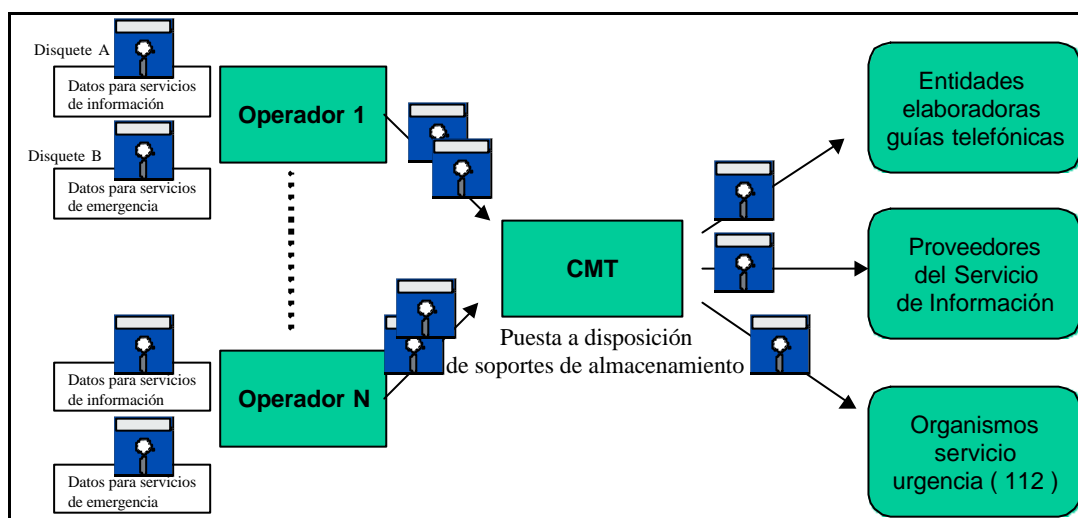 Disquete A
Datos para servicios
de información
Disquete B
Datos para servicios
de emergencia
Operador 1
Datos para servicios
de información
Operador N
Datos para servicios
de emergencia
CMT
Puesta a disposición
de soportes de almacenamiento
Entidades
elaboradoras
guías telefónicas
Proveedores
del Servicio
de Información
Organismos
servicio
urgencia ( 112 )